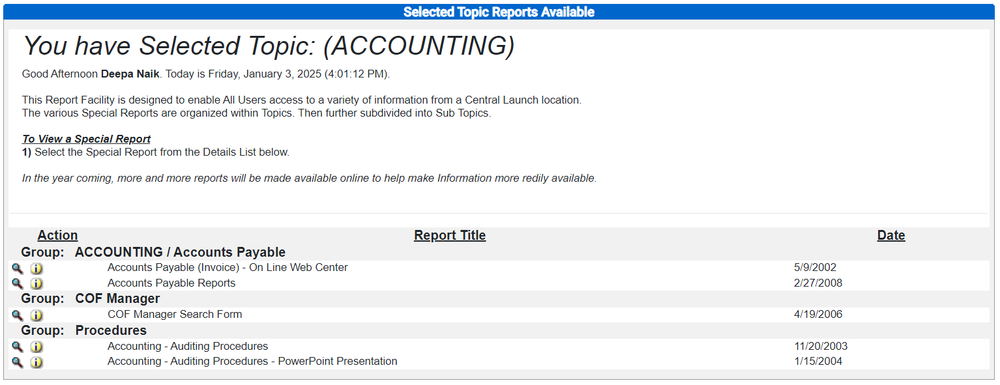 Selected Topic Reports Available
You have Selected Topic: (ACCOUNTING)
Good Afternoon Deepa Naik. Today is Friday, January 3, 2025 (4:01:12 PM).
This Report Facility is designed to enable All Users access to a variety of information from a Central Launch location.
The various Special Reports are organized within Topics. Then further subdivided into Sub Topics.
To View a Special Report
1) Select the Special Report from the Details List below.
In the year coming, more and more reports will be made available online to help make Information more redily available.
Action Report Title Date
Group: ACCOUNTING / Accounts Payable
Accounts Payable (Invoice) - On Line Web Center 5/9/2002
Accounts Payable Reports 2/27/2008
Group: COF Manager
COF Manager Search Form 4/19/2006
Group: Procedures
Accounting - Auditing Procedures 11/20/2003
Accounting - Auditing Procedures - PowerPoint Presentation 1/15/2004